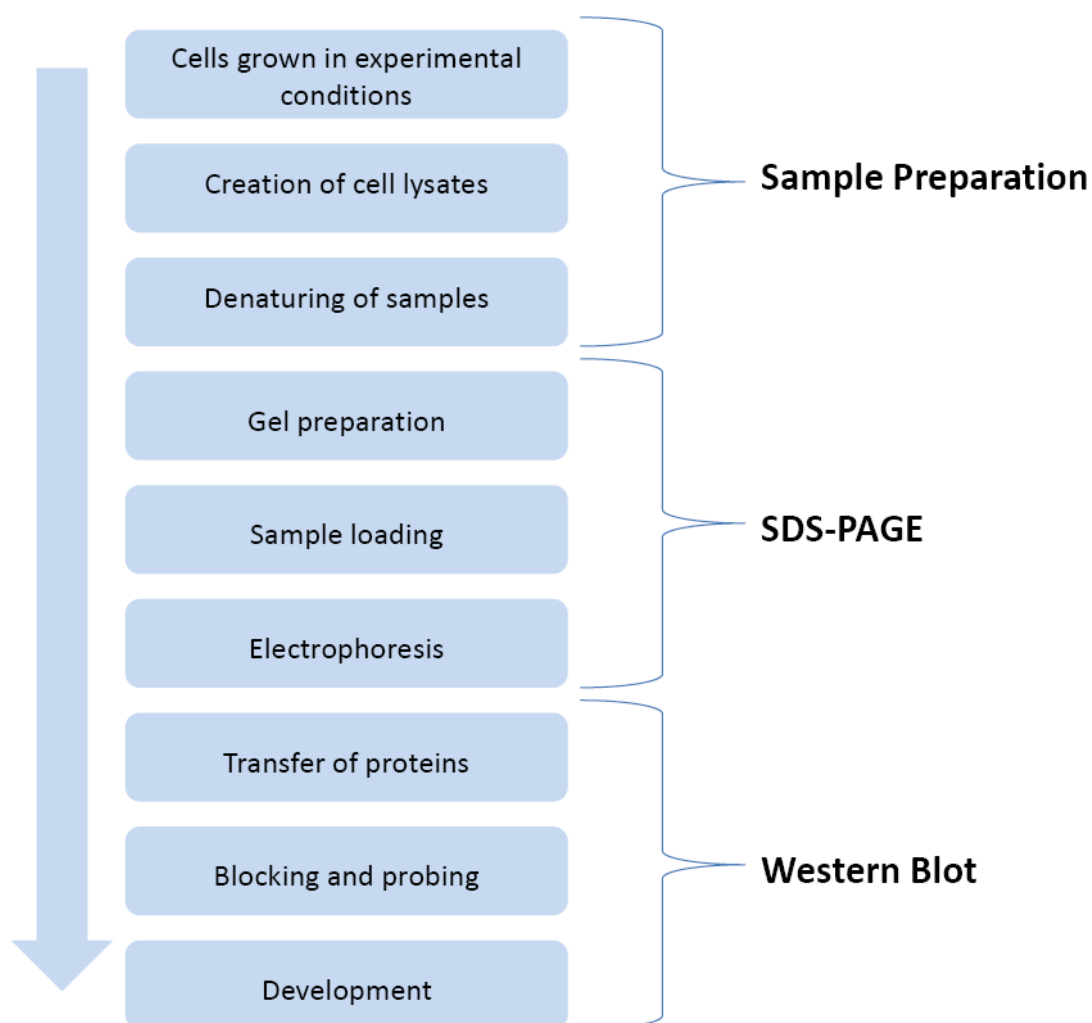 Cells grown in experimental
conditions
Creation of cell lysates
Sample Preparation
Denaturing of samples
Gel preparation
Sample loading
SDS-PAGE
Electrophoresis
Transfer of proteins
Blocking and probing
Western Blot
Development